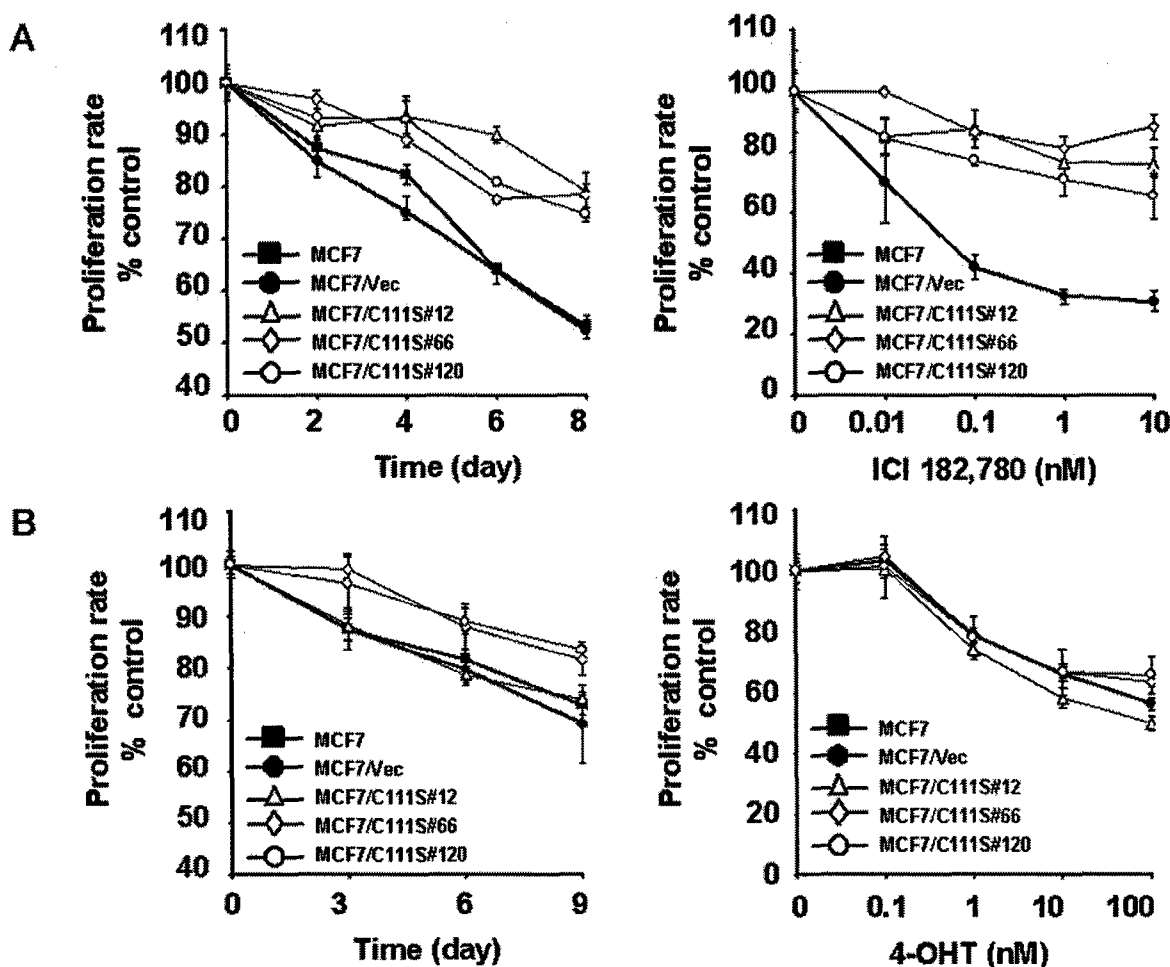 A
Proliferation rate
% control
110
100
90
80
70
60
50
40
MCF7
MCF7/Vec
MCF7/C111S#12
MCF7/C111S#66
MCF7/C111S#120
0 2 4 6 8
Time (day)
Proliferation rate
% control
110
100
80
60
40
20
0
MCF7
MCF7/Vec
MCF7/C111S#12
MCF7/C111S#66
MCF7/C111S#120
0 0.01 0.1 1 10
ICI 182,780 (nM)
B
Proliferation rate
% control
110
100
90
80
70
60
50
40
MCF7
MCF7/Vec
MCF7/C111S#12
MCF7/C111S#66
MCF7/C111S#120
0 3 6 9
Time (day)
Proliferation rate
% control
110
100
80
60
40
20
0
MCF7
MCF7/Vec
MCF7/C111S#12
MCF7/C111S#66
MCF7/C111S#120
0 0.1 1 10 100
4-OHT (nM)